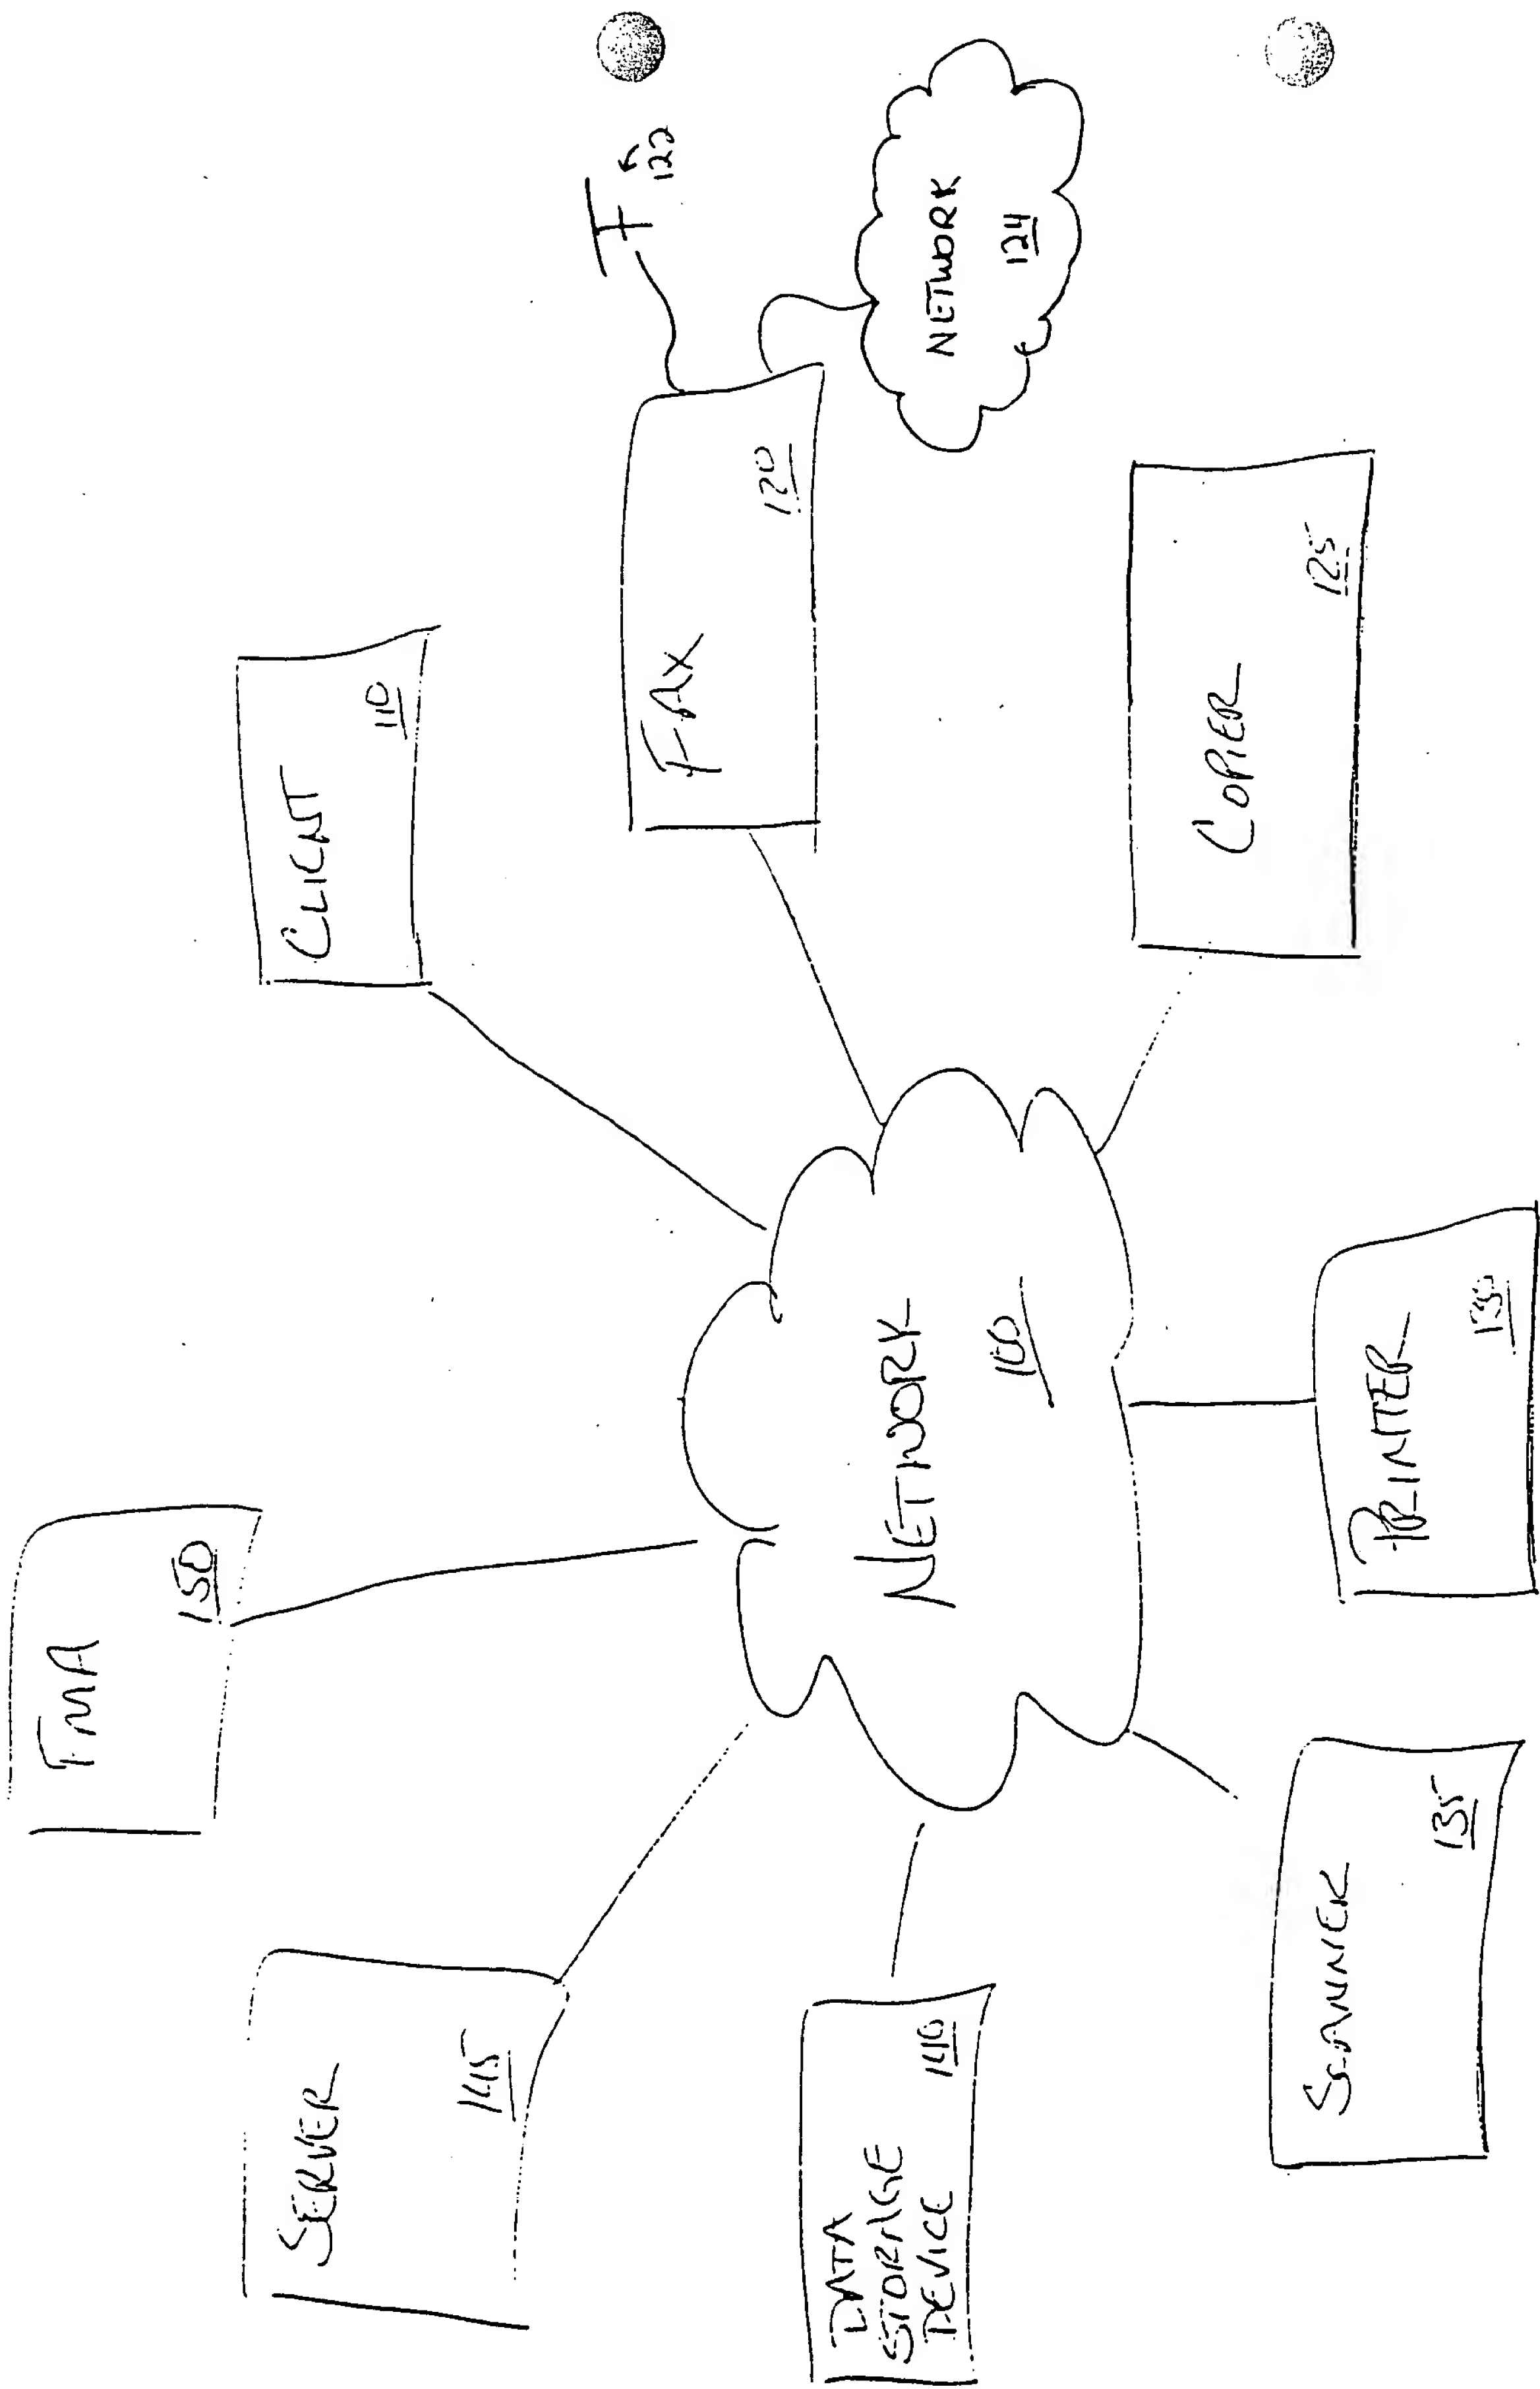 FMA
150
SERVER
145
CLIENT
110
DATA
STORAGE
DEVICE
140
FAX
120
122
NETWORK
100
NETWORK
124
SCANNER
135
PRINTER
130
COPIER
125